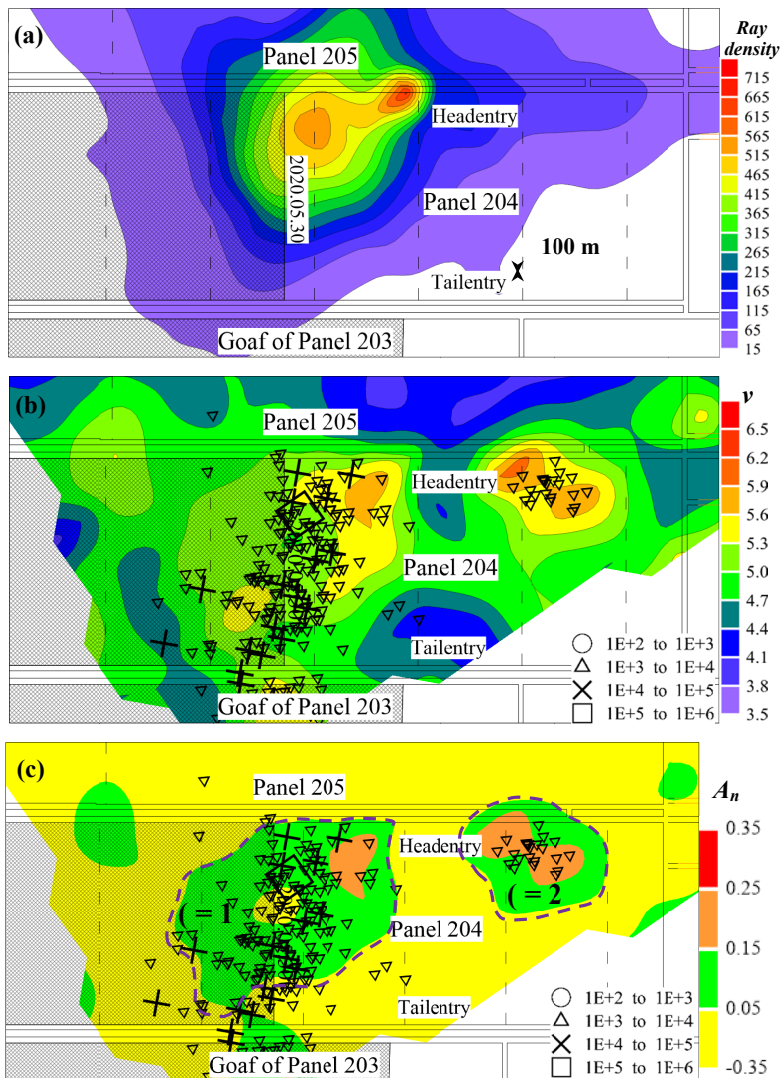 (a)
Panel 205
Headentry
2020.05.30
Panel 204
100 m
Tailentry
Goaf of Panel 203
Ray
density
715
665
615
565
515
465
415
365
315
265
215
165
115
65
15
(b)
Panel 205
Headentry
Panel 204
Tailentry
Goaf of Panel 203
1E+2 to 1E+3
1E+3 to 1E+4
1E+4 to 1E+5
1E+5 to 1E+6
v
6.5
6.2
5.9
5.6
5.3
5.0
4.7
4.4
4.1
3.8
3.5
(c)
Panel 205
Headentry
( = 1
( = 2
Panel 204
Tailentry
Goaf of Panel 203
1E+2 to 1E+3
1E+3 to 1E+4
1E+4 to 1E+5
1E+5 to 1E+6
An
0.35
0.25
0.15
0.05
-0.35